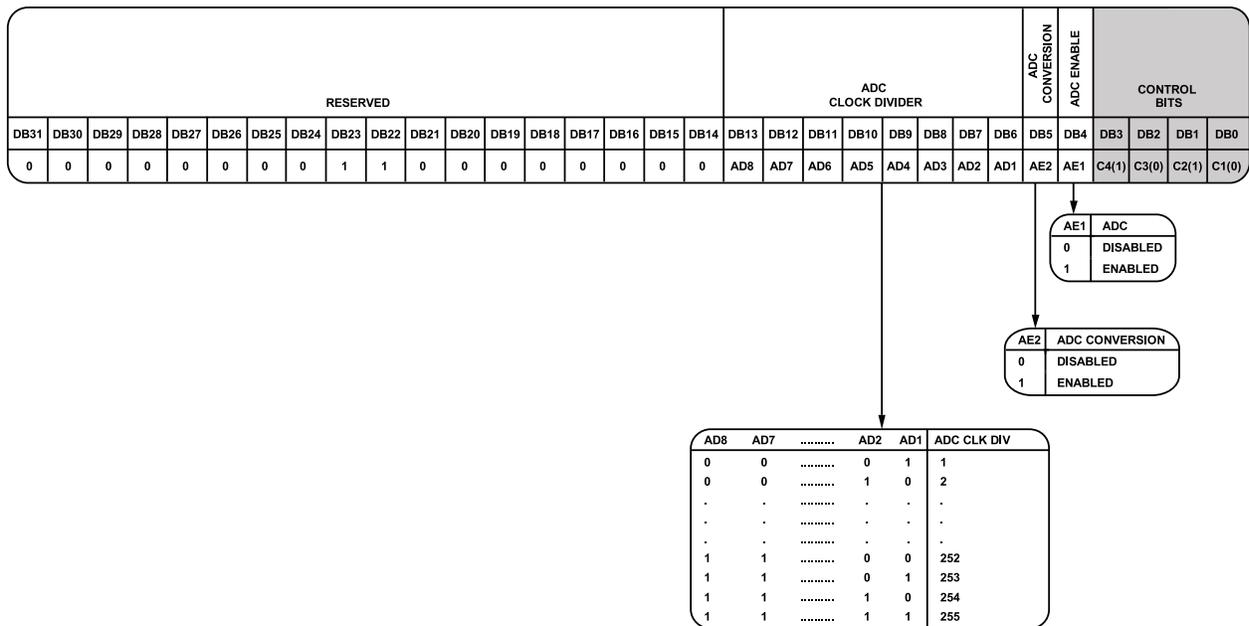 RESERVED
ADC
CLOCK DIVIDER
ADC
CONVERSION
ADC ENABLE
CONTROL
BITS
DB31 DB30 DB29 DB28 DB27 DB26 DB25 DB24 DB23 DB22 DB21 DB20 DB19 DB18 DB17 DB16 DB15 DB14 DB13 DB12 DB11 DB10 DB9 DB8 DB7 DB6 DB5 DB4 DB3 DB2 DB1 DB0
0 0 0 0 0 0 0 0 1 1 0 0 0 0 0 0 0 0 AD8 AD7 AD6 AD5 AD4 AD3 AD2 AD1 AE2 AE1 C4(1) C3(0) C2(1) C1(0)
AE1 ADC
0 DISABLED
1 ENABLED
AE2 ADC CONVERSION
0 DISABLED
1 ENABLED
AD8 AD7 .......... AD2 AD1 ADC CLK DIV
0 0 .......... 0 1 1
0 0 .......... 1 0 2
. . .......... . . .
. . .......... . . .
. . .......... . . .
1 1 .......... 0 0 252
1 1 .......... 0 1 253
1 1 .......... 1 0 254
1 1 .......... 1 1 255